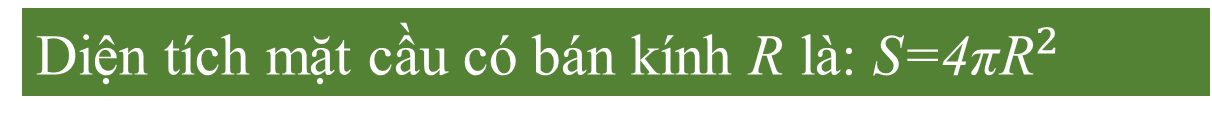 Diện tích mặt cầu có bán kính R là: S=4πR²